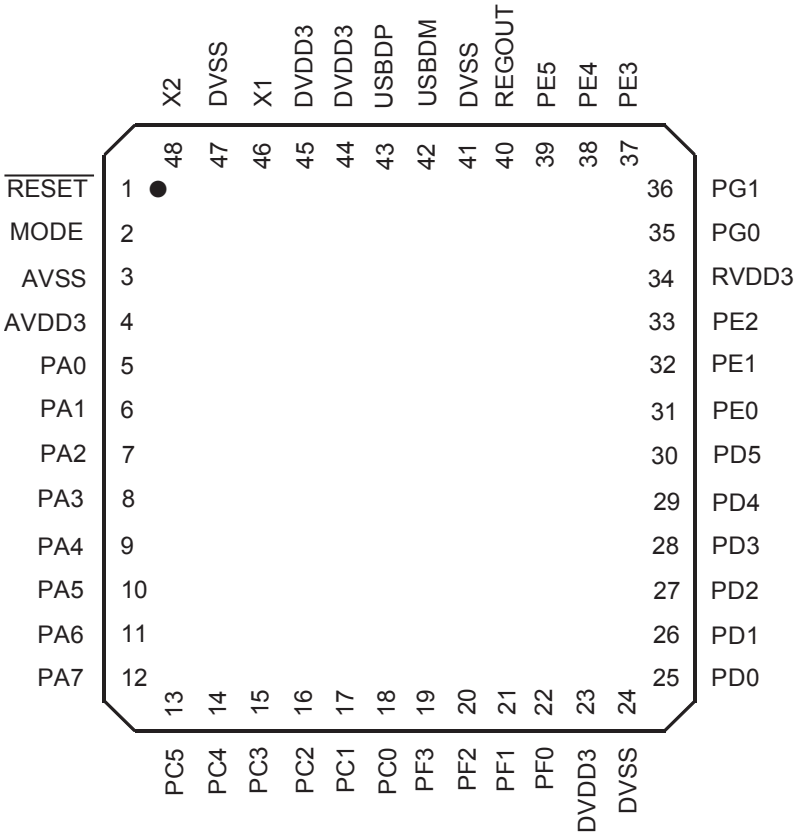 X2 DVSS X1 DVDD3 DVDD3 USBDP USBDM DVSS REGOUT PE5 PE4 PE3
48 47 46 45 44 43 42 41 40 39 38 37
RESET 1 36 PG1
MODE 2 35 PG0
AVSS 3 34 RVDD3
AVDD3 4 33 PE2
PA0 5 32 PE1
PA1 6 31 PE0
PA2 7 30 PD5
PA3 8 29 PD4
PA4 9 28 PD3
PA5 10 27 PD2
PA6 11 26 PD1
PA7 12 25 PD0
13 14 15 16 17 18 19 20 21 22 23 24
PC5 PC4 PC3 PC2 PC1 PC0 PF3 PF2 PF1 PF0 DVDD3 DVSS